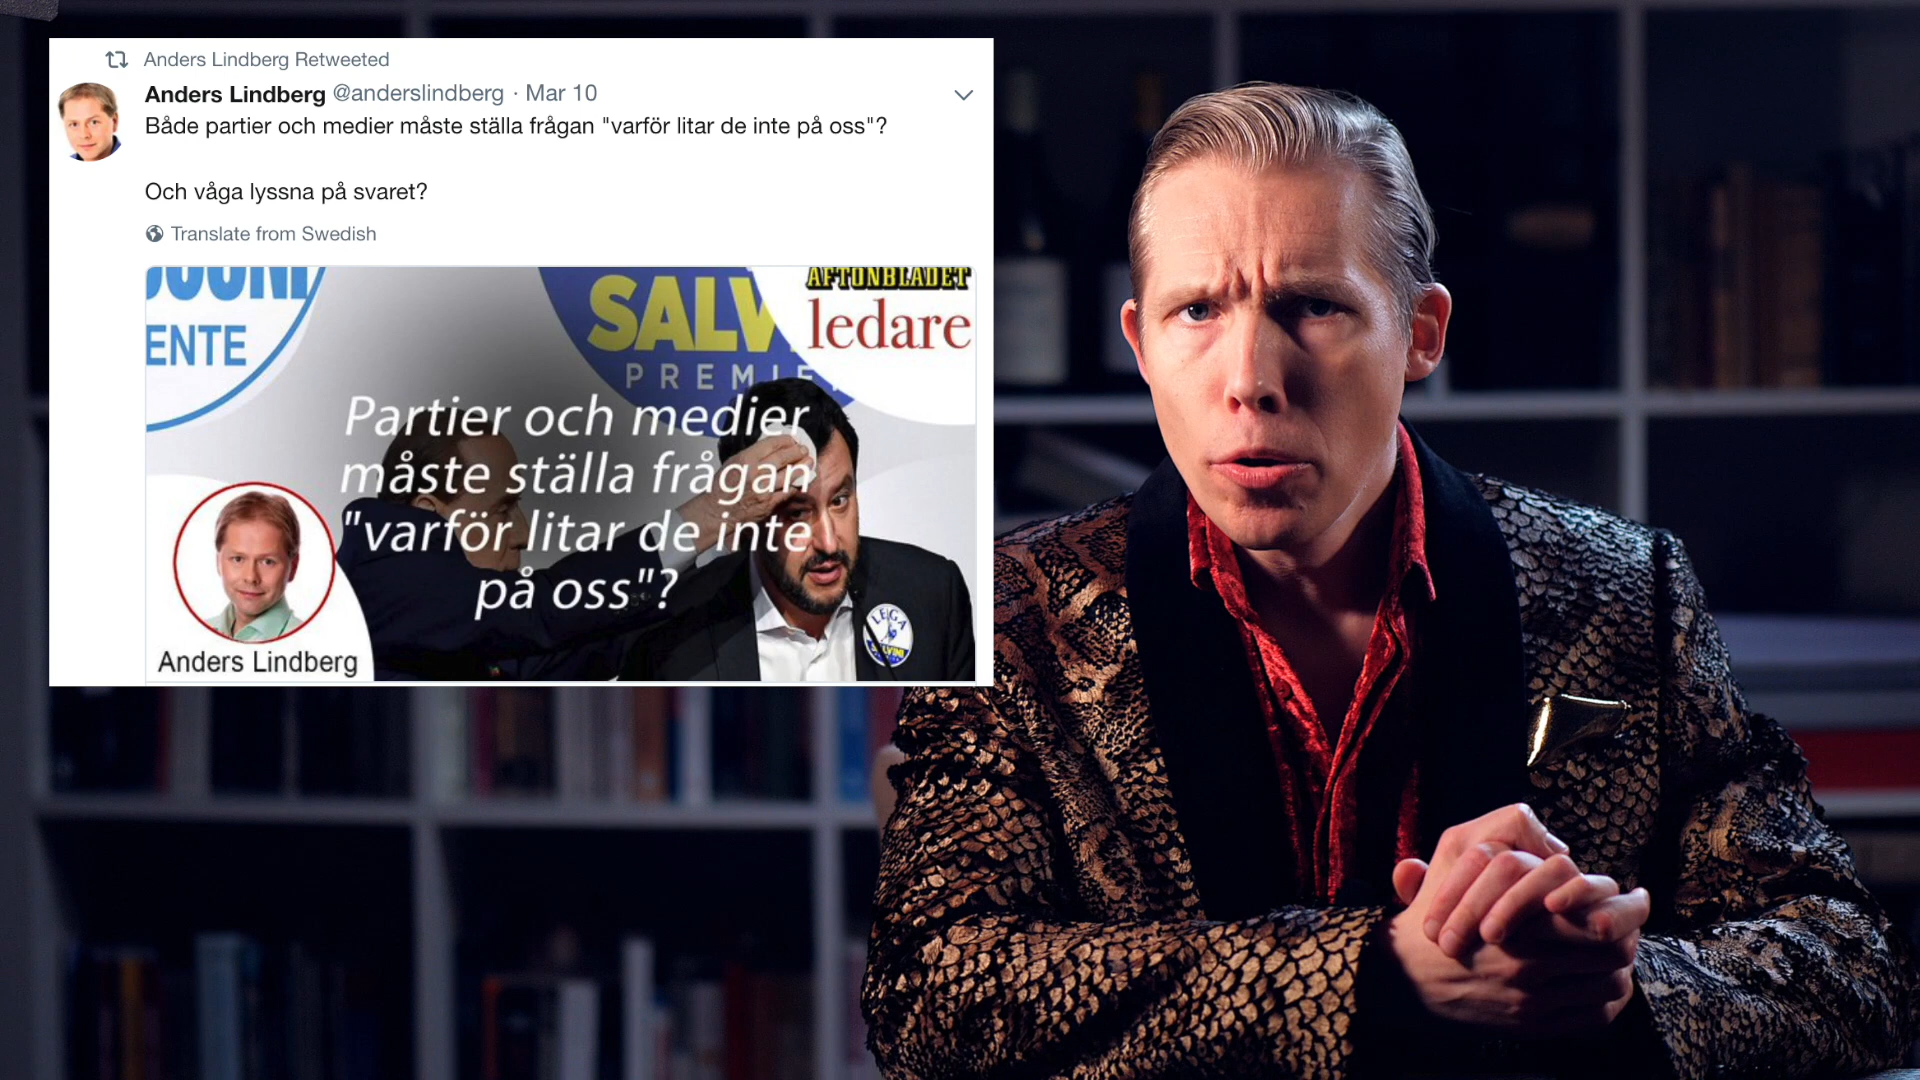 Anders Lindberg Retweeted
Anders Lindberg @anderslindberg · Mar 10
Både partier och medier måste ställa frågan "varför litar de inte på oss"?
Och våga lyssna på svaret?
Translate from Swedish
ENTE
PREMIE
AFTONBLADET
ledare
Partier och medier
måste ställa frågan
"varför litar de inte
på oss"?
Anders Lindberg
LEGA
SALVINI